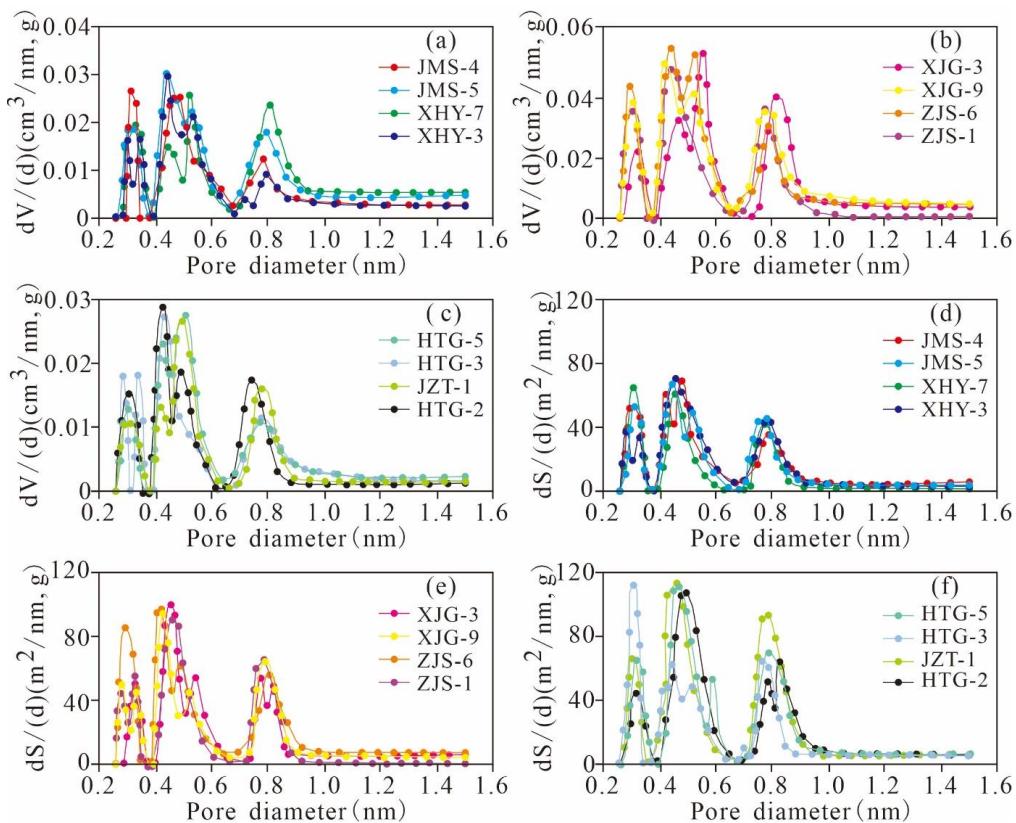 dV/(d)(cm³/nm, g)
0.04
0.03
0.02
0.01
0
0.2 0.4 0.6 0.8 1.0 1.2 1.4 1.6
Pore diameter(nm)
(a)
JMS-4
JMS-5
XHY-7
XHY-3
dV/(d)(cm³/nm, g)
0.06
0.04
0.02
0
0.2 0.4 0.6 0.8 1.0 1.2 1.4 1.6
Pore diameter(nm)
(b)
XJG-3
XJG-9
ZJS-6
ZJS-1
dV/(d)(cm³/nm, g)
0.03
0.02
0.01
0
0.2 0.4 0.6 0.8 1.0 1.2 1.4 1.6
Pore diameter(nm)
(c)
HTG-5
HTG-3
JZT-1
HTG-2
dS/(d)(m²/nm, g)
120
80
40
0
0.2 0.4 0.6 0.8 1.0 1.2 1.4 1.6
Pore diameter(nm)
(d)
JMS-4
JMS-5
XHY-7
XHY-3
dS/(d)(m²/nm, g)
120
80
40
0
0.2 0.4 0.6 0.8 1.0 1.2 1.4 1.6
Pore diameter(nm)
(e)
XJG-3
XJG-9
ZJS-6
ZJS-1
dS/(d)(m²/nm, g)
120
80
40
0
0.2 0.4 0.6 0.8 1.0 1.2 1.4 1.6
Pore diameter(nm)
(f)
HTG-5
HTG-3
JZT-1
HTG-2